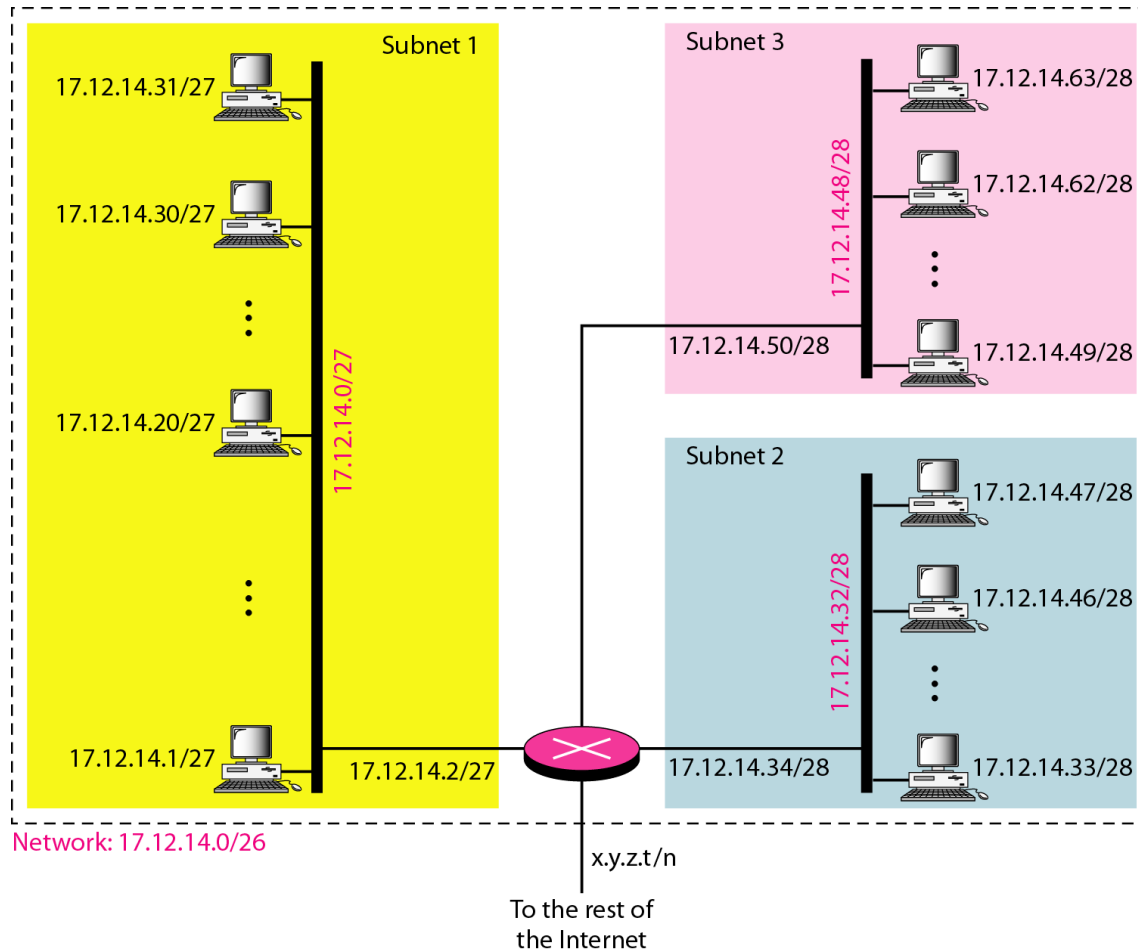 Subnet 1
17.12.14.31/27
17.12.14.30/27
17.12.14.20/27
17.12.14.1/27
17.12.14.0/27
17.12.14.2/27
Subnet 3
17.12.14.63/28
17.12.14.62/28
17.12.14.49/28
17.12.14.48/28
17.12.14.50/28
Subnet 2
17.12.14.47/28
17.12.14.46/28
17.12.14.33/28
17.12.14.32/28
17.12.14.34/28
Network: 17.12.14.0/26
x.y.z.t/n
To the rest of
the Internet